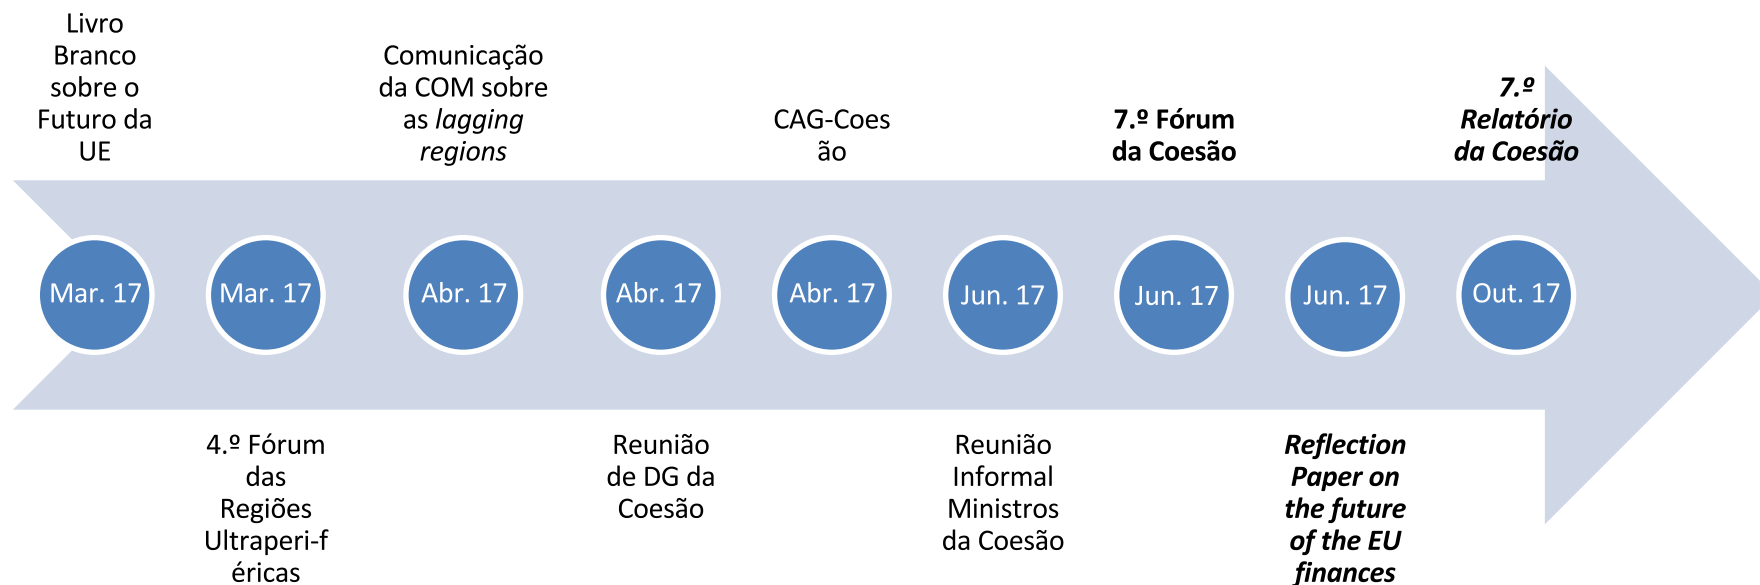 Livro
Branco
sobre o
Futuro da
UE
Comunicação
da COM sobre
as lagging
regions
CAG-Coes
ão
7.º Fórum
da Coesão
7.º
Relatório
da Coesão
Mar. 17
Mar. 17
Abr. 17
Abr. 17
Abr. 17
Jun. 17
Jun. 17
Jun. 17
Out. 17
4.º Fórum
das
Regiões
Ultraperi-f
éricas
Reunião
de DG da
Coesão
Reunião
Informal
Ministros
da Coesão
Reflection
Paper on
the future
of the EU
finances